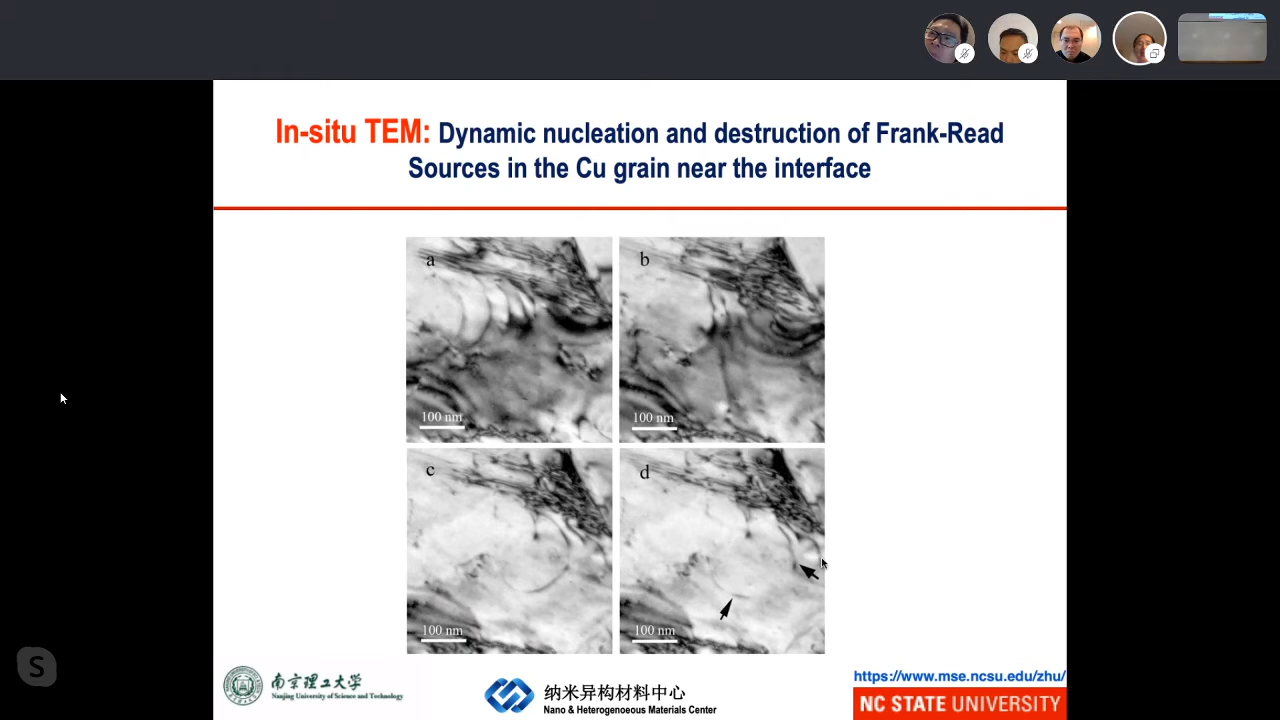 In-situ TEM: Dynamic nucleation and destruction of Frank-Read
Sources in the Cu grain near the interface
a
b
100 nm
100 nm
c
d
100 nm
100 nm
S
南京理工大学
Nanjing University of Science and Technology
纳米异构材料中心
Nano & Heterogenoeous Materials Center
https://www.mse.ncsu.edu/zhu/
NC STATE UNIVERSITY